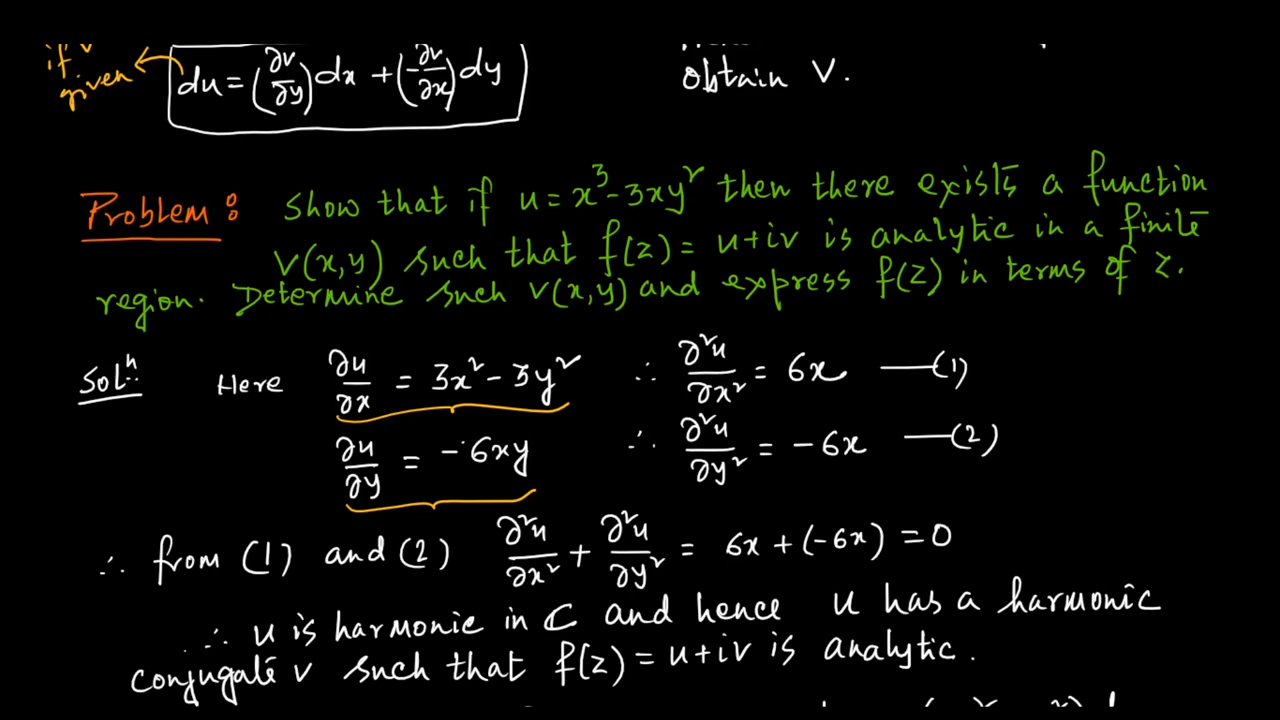 if v
given
du = (∂v/∂y) dx + (-∂v/∂x) dy
obtain V.
Problem: Show that if u = x³ - 3xy² then there exists a function
v(x,y) such that f(z) = u+iv is analytic in a finite
region. Determine such v(x,y) and express f(z) in terms of z.
Solⁿ: Here ∂u/∂x = 3x² - 3y² ∴ ∂²u/∂x² = 6x —(1)
∂u/∂y = -6xy ∴ ∂²u/∂y² = -6x —(2)
∴ from (1) and (2) ∂²u/∂x² + ∂²u/∂y² = 6x + (-6x) = 0
∴ u is harmonic in C and hence u has a harmonic
conjugate v such that f(z) = u+iv is analytic.